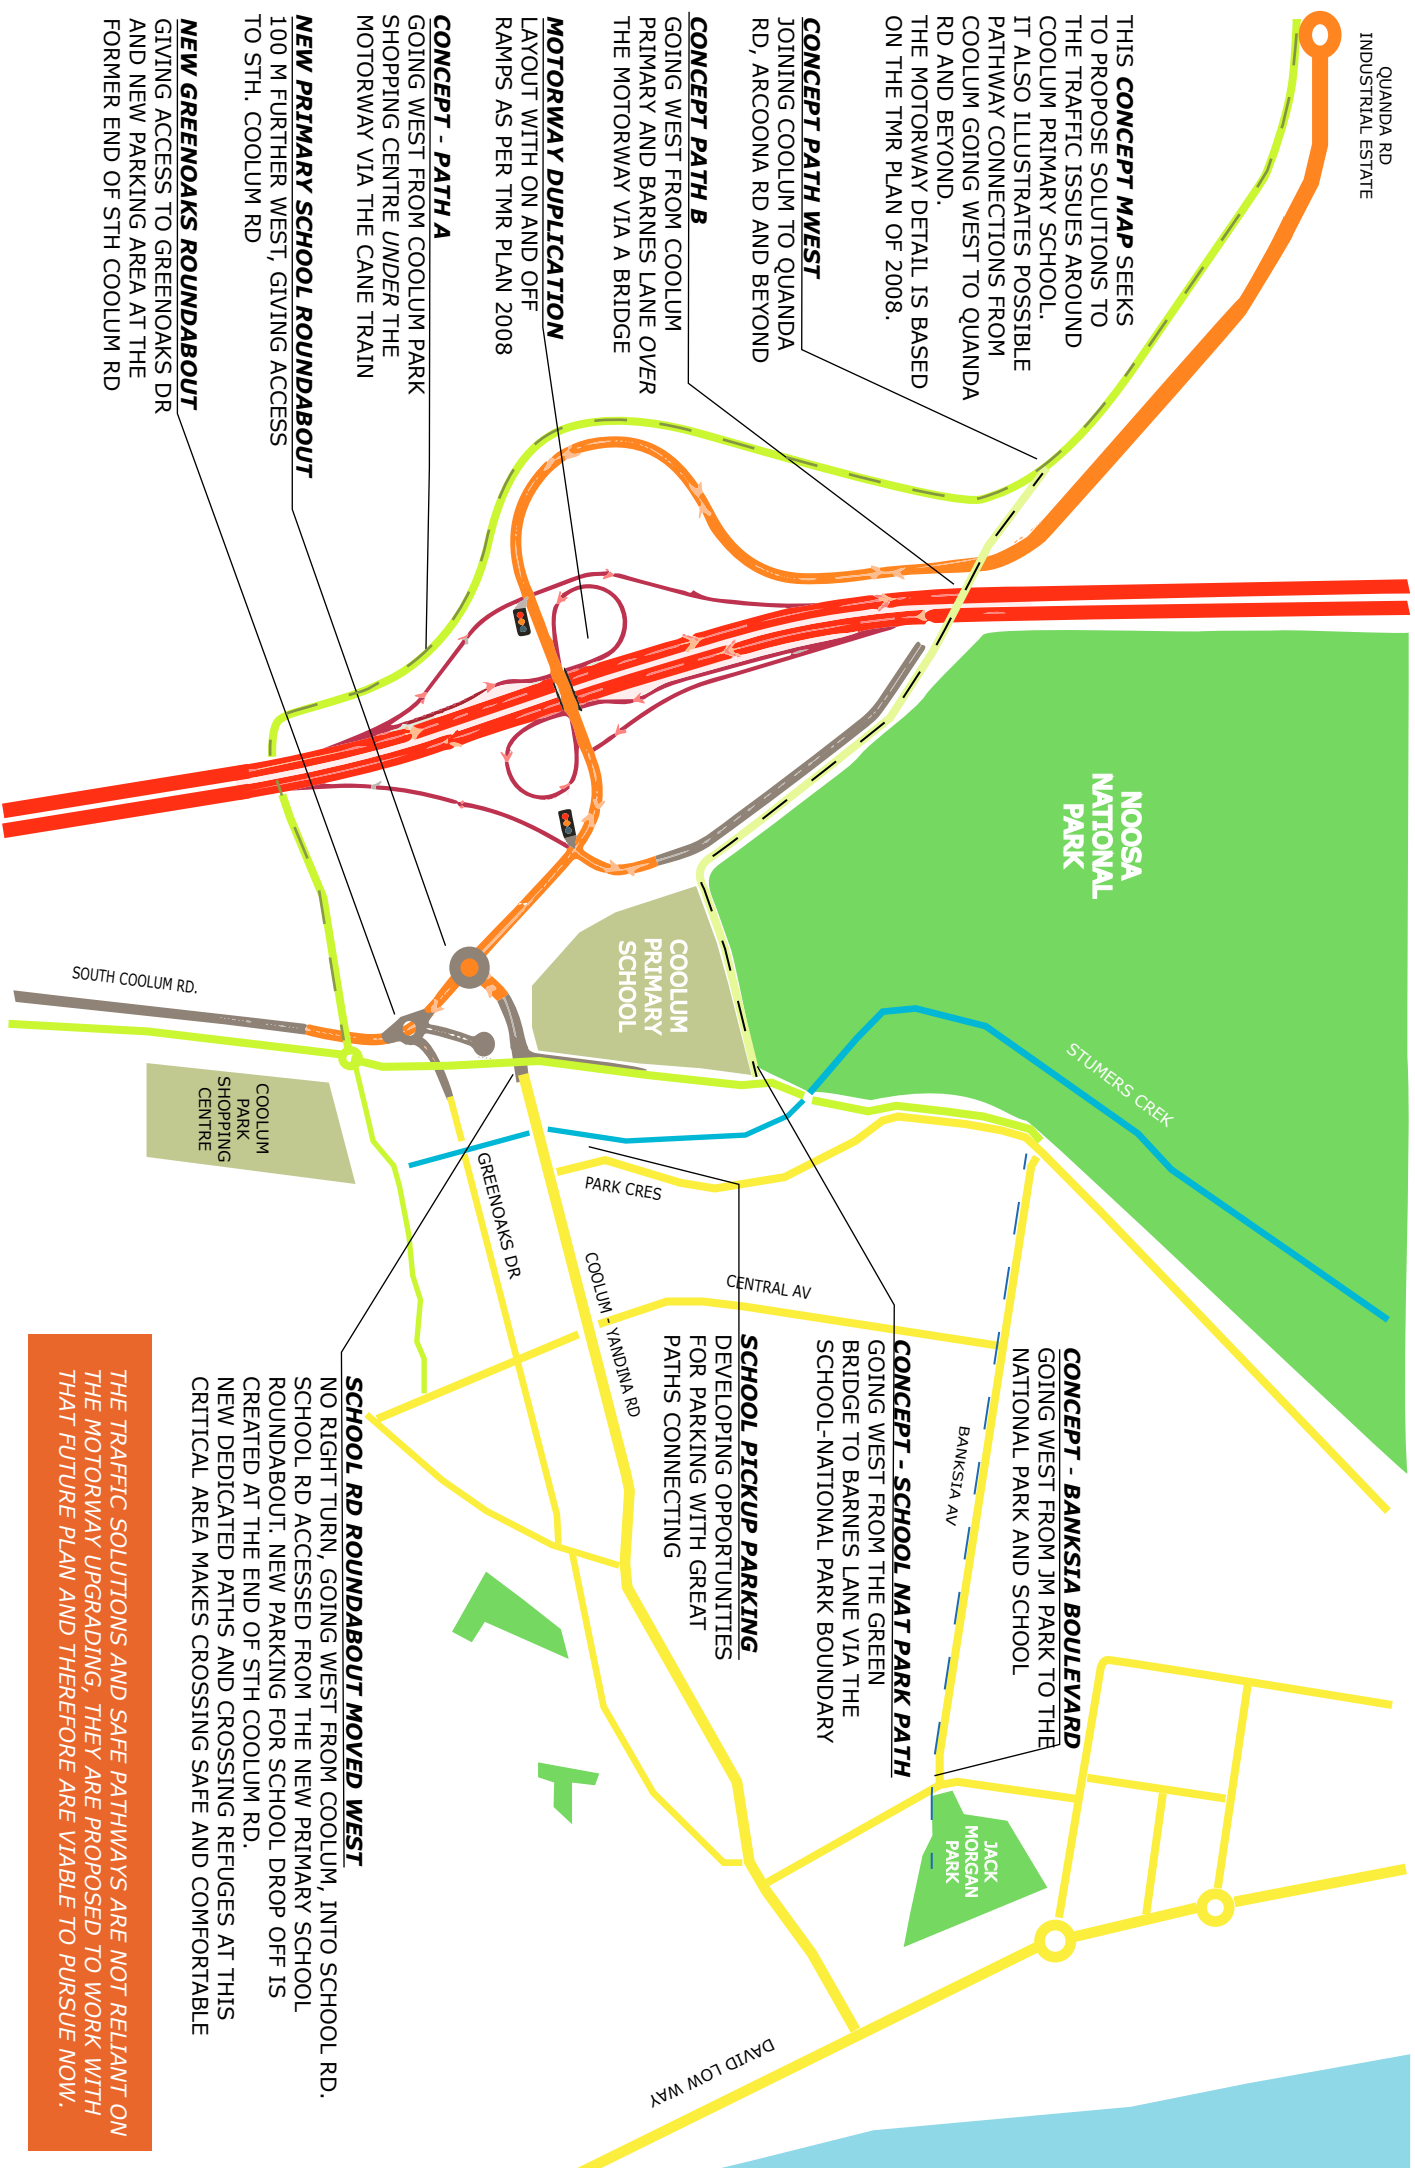 QUANDA RD
INDUSTRIAL ESTATE
THIS CONCEPT MAP SEEKS
TO PROPOSE SOLUTIONS TO
THE TRAFFIC ISSUES AROUND
COOLUM PRIMARY SCHOOL.
IT ALSO ILLUSTRATES POSSIBLE
PATHWAY CONNECTIONS FROM
COOLUM GOING WEST TO QUANDA
RD AND BEYOND.
THE MOTORWAY DETAIL IS BASED
ON THE TMR PLAN OF 2008.
CONCEPT PATH WEST
JOINING COOLUM TO QUANDA
RD, ARCOONA RD AND BEYOND
CONCEPT PATH B
GOING WEST FROM COOLUM
PRIMARY AND BARNES LANE OVER
THE MOTORWAY VIA A BRIDGE
MOTORWAY DUPLICATION
LAYOUT WITH ON AND OFF
RAMPS AS PER TMR PLAN 2008
CONCEPT - PATH A
GOING WEST FROM COOLUM PARK
SHOPPING CENTRE UNDER THE
MOTORWAY VIA THE CANE TRAIN
NEW PRIMARY SCHOOL ROUNDABOUT
100 M FURTHER WEST, GIVING ACCESS
TO STH. COOLUM RD
NEW GREENOAKS ROUNDABOUT
GIVING ACCESS TO GREENOAKS DR
AND NEW PARKING AREA AT THE
FORMER END OF STH COOLUM RD
NOOSA
NATIONAL
PARK
COOLUM
PRIMARY
SCHOOL
SOUTH COOLUM RD.
STUMERS CREK
COOLUM
PARK
SHOPPING
CENTRE
PARK CRES
GREENOAKS DR
COOLUM - YANDINA RD
CENTRAL AV
BANKSIA AV
CONCEPT - BANKSIA BOULEVARD
GOING WEST FROM JM PARK TO THE
NATIONAL PARK AND SCHOOL
CONCEPT - SCHOOL NAT PARK PATH
GOING WEST FROM THE GREEN
BRIDGE TO BARNES LANE VIA THE
SCHOOL-NATIONAL PARK BOUNDARY
SCHOOL PICKUP PARKING
DEVELOPING OPPORTUNITIES
FOR PARKING WITH GREAT
PATHS CONNECTING
SCHOOL RD ROUNDABOUT MOVED WEST
NO RIGHT TURN, GOING WEST FROM COOLUM, INTO SCHOOL RD.
SCHOOL RD ACCESSED FROM THE NEW PRIMARY SCHOOL
ROUNDABOUT. NEW PARKING FOR SCHOOL DROP OFF IS
CREATED AT THE END OF STH COOLUM RD.
NEW DEDICATED PATHS AND CROSSING REFUGES AT THIS
CRITICAL AREA MAKES CROSSING SAFE AND COMFORTABLE
JACK
MORGAN
PARK
DAVID LOW WAY
THE TRAFFIC SOLUTIONS AND SAFE PATHWAYS ARE NOT RELIANT ON
THE MOTORWAY UPGRADING, THEY ARE PROPOSED TO WORK WITH
THAT FUTURE PLAN AND THEREFORE ARE VIABLE TO PURSUE NOW.